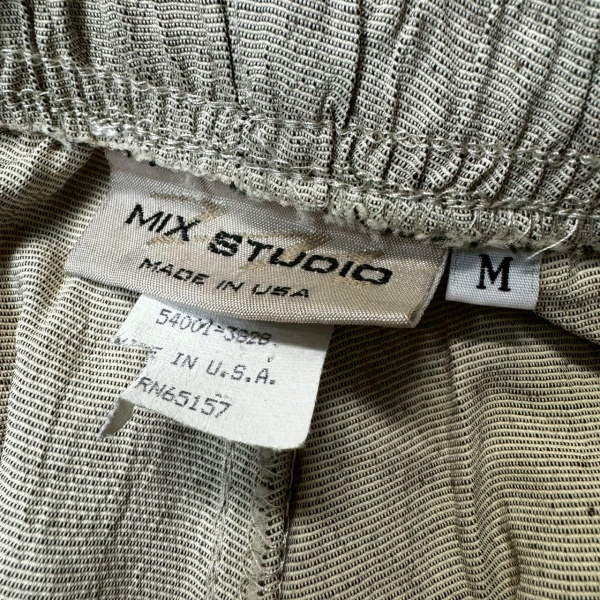 MIX STUDIO
MADE IN USA
M
54001-3828
IN U.S.A.
RN65157